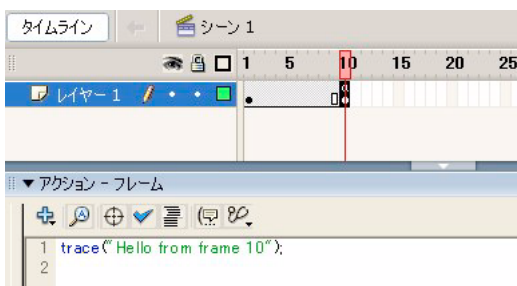 タイムライン シーン 1
1 5 10 15 20 25
レイヤー 1
a
▼ アクション - フレーム
1 trace("Hello from frame 10");
2